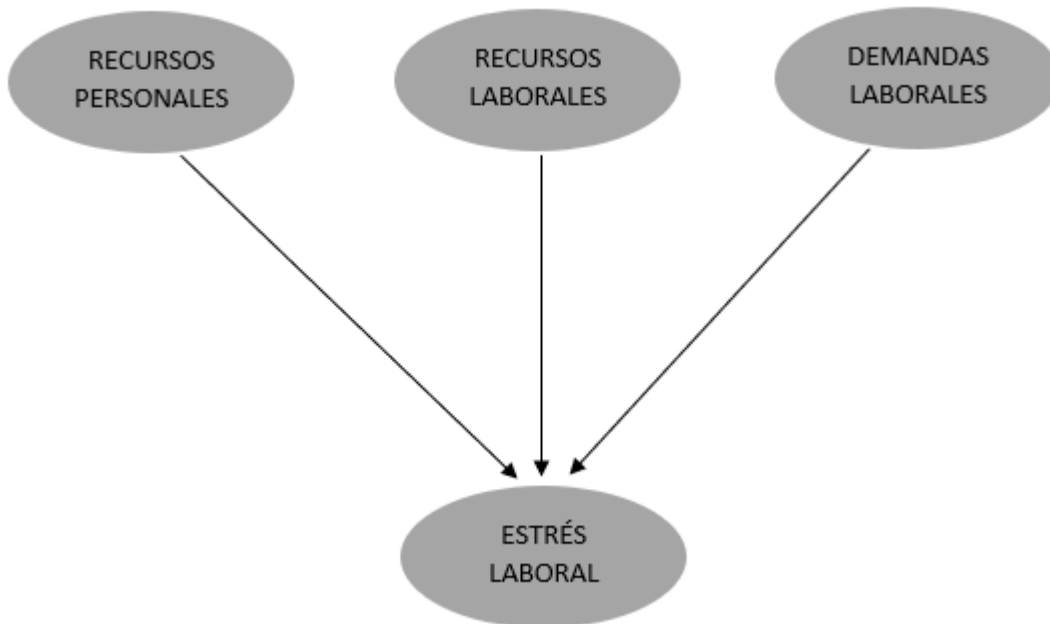 RECURSOS
PERSONALES
RECURSOS
LABORALES
DEMANDAS
LABORALES
ESTRÉS
LABORAL